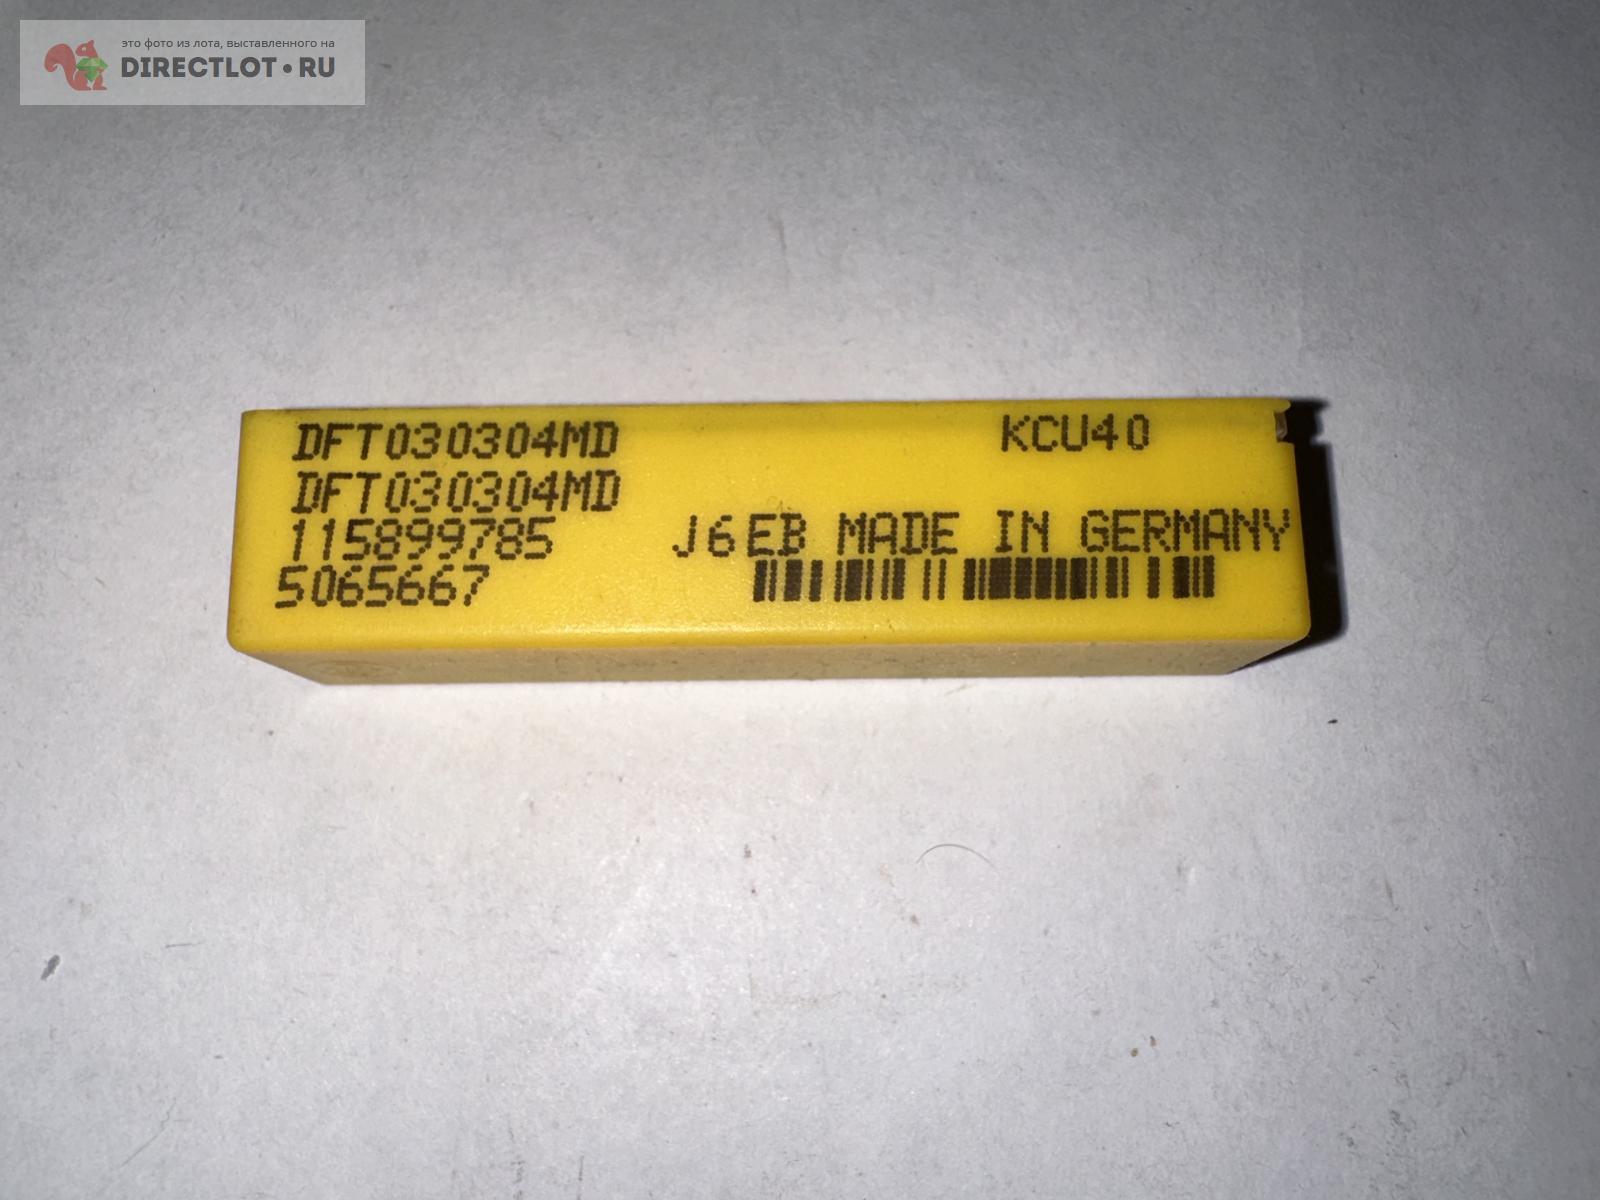 это фото из лота, выставленного на
DIRECTLOT•RU
DFT030304MD KCU40
DFT030304MD
115899785 J6EB MADE IN GERMANY
5065667